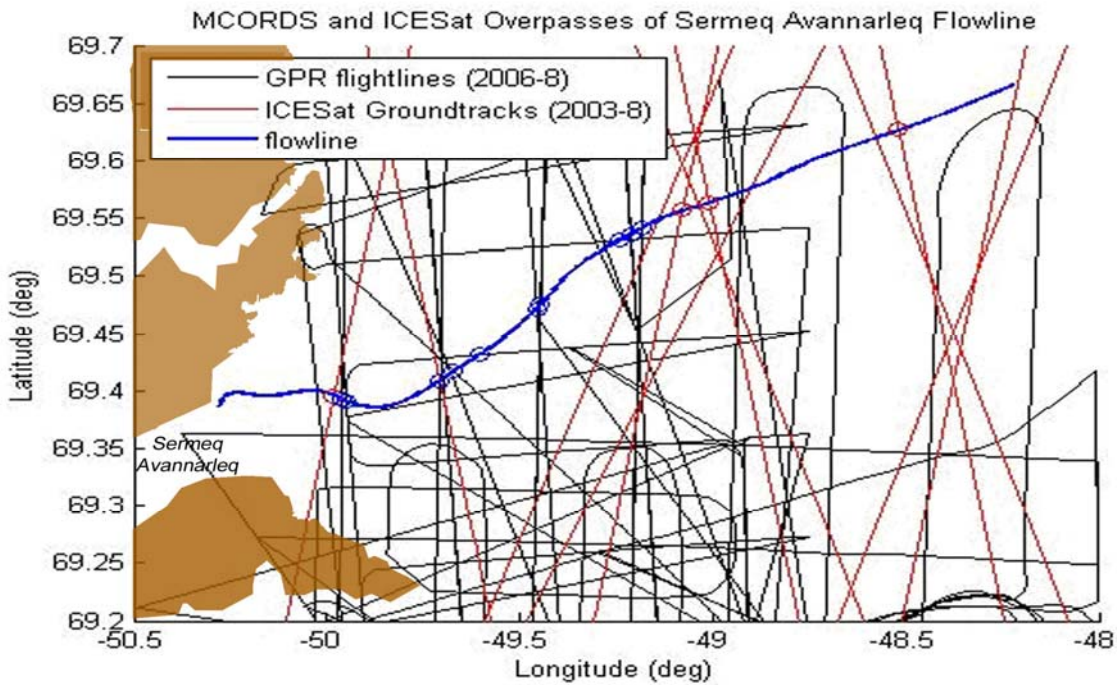 MCORDS and ICESat Overpasses of Sermeq Avannarleq Flowline
GPR flightlines (2006-8)
ICESat Groundtracks (2003-8)
flowline
Latitude (deg)
69.7
69.65
69.6
69.55
69.5
69.45
69.4
69.35
69.3
69.25
69.2
Sermeq
Avannarleq
-50.5
-50
-49.5
-49
-48.5
-48
Longitude (deg)